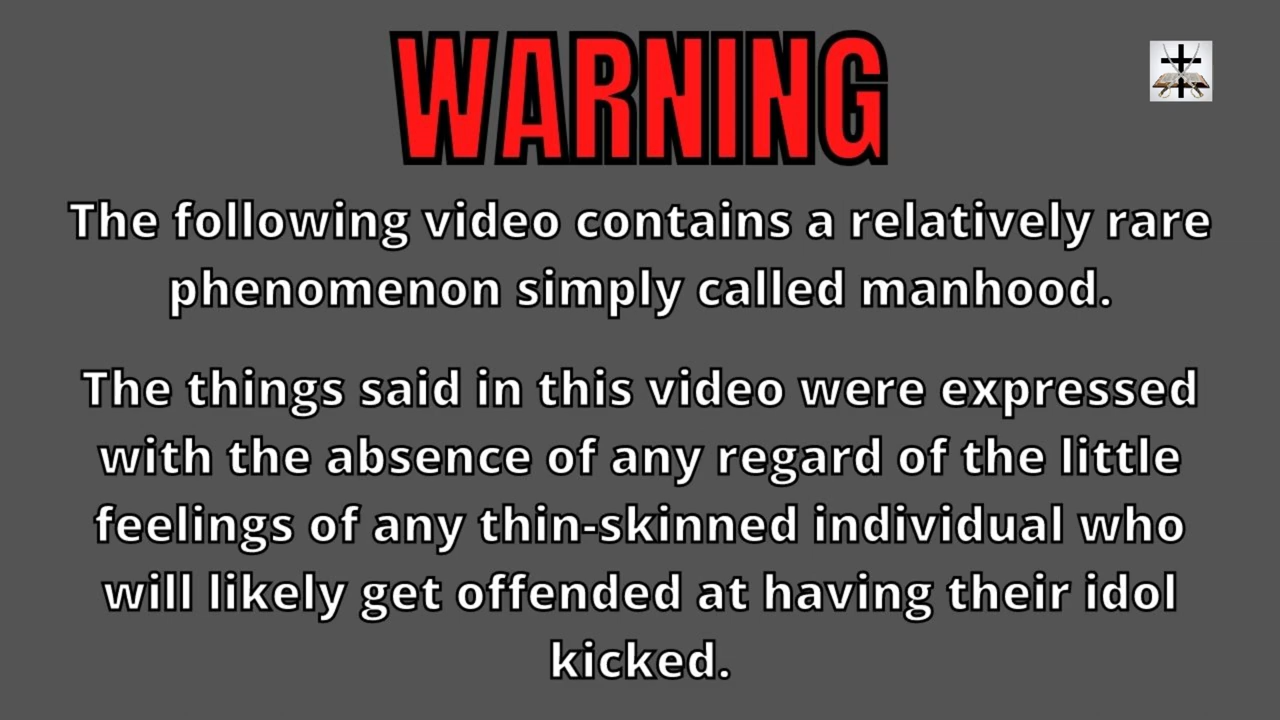 WARNING
The following video contains a relatively rare
phenomenon simply called manhood.
The things said in this video were expressed
with the absence of any regard of the little
feelings of any thin-skinned individual who
will likely get offended at having their idol
kicked.